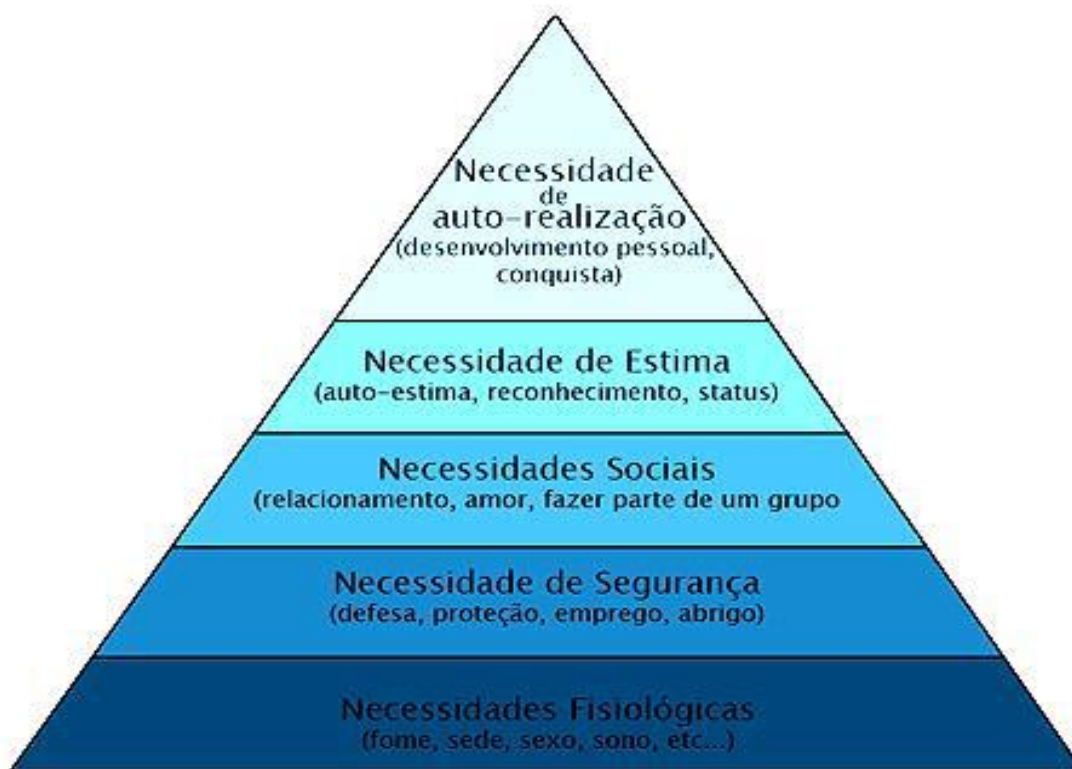 Necessidade
de
auto-realização
(desenvolvimento pessoal,
conquista)
Necessidade de Estima
(auto-estima, reconhecimento, status)
Necessidades Sociais
(relacionamento, amor, fazer parte de um grupo
Necessidade de Segurança
(defesa, proteção, emprego, abrigo)
Necessidades Fisiológicas
(fome, sede, sexo, sono, etc...)